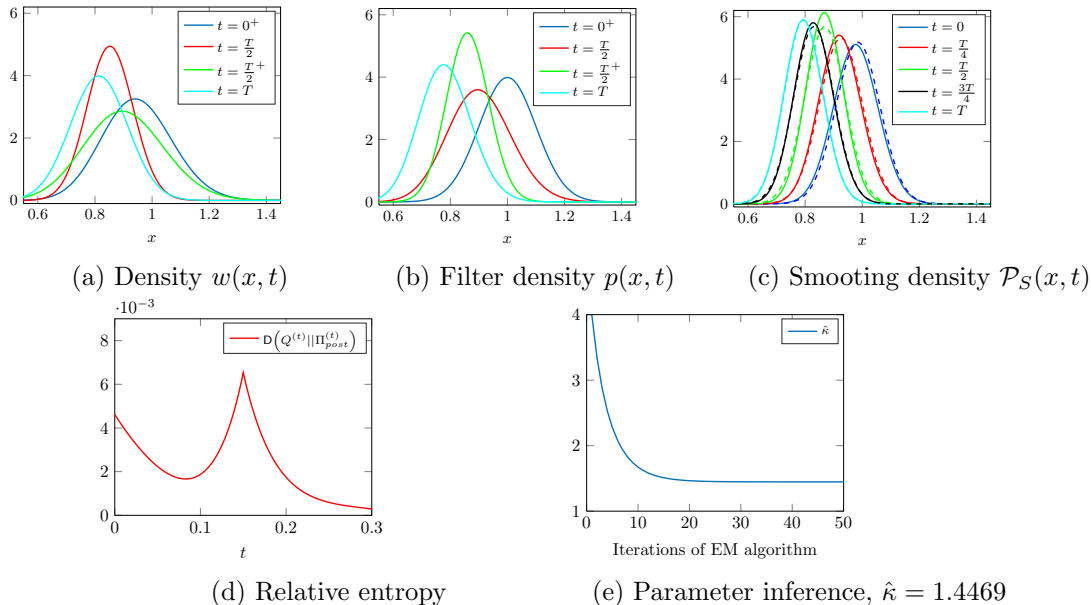 t = 0⁺
t = T/2
t = T/2⁺
t = T
0
2
4
6
0.6 0.8 1 1.2 1.4
x
(a) Density w(x, t)
t = 0⁺
t = T/2
t = T/2⁺
t = T
0
2
4
6
0.6 0.8 1 1.2 1.4
x
(b) Filter density p(x, t)
t = 0
t = T/4
t = T/2
t = 3T/4
t = T
0
2
4
6
0.6 0.8 1 1.2 1.4
x
(c) Smooting density 𝒫_S(x, t)
·10⁻³
D(Q^(t)||Π_post^(t))
8
6
4
2
0
0 0.1 0.2 0.3
t
(d) Relative entropy
κ̂
4
3
2
1
0 10 20 30 40 50
Iterations of EM algorithm
(e) Parameter inference, κ̂ = 1.4469